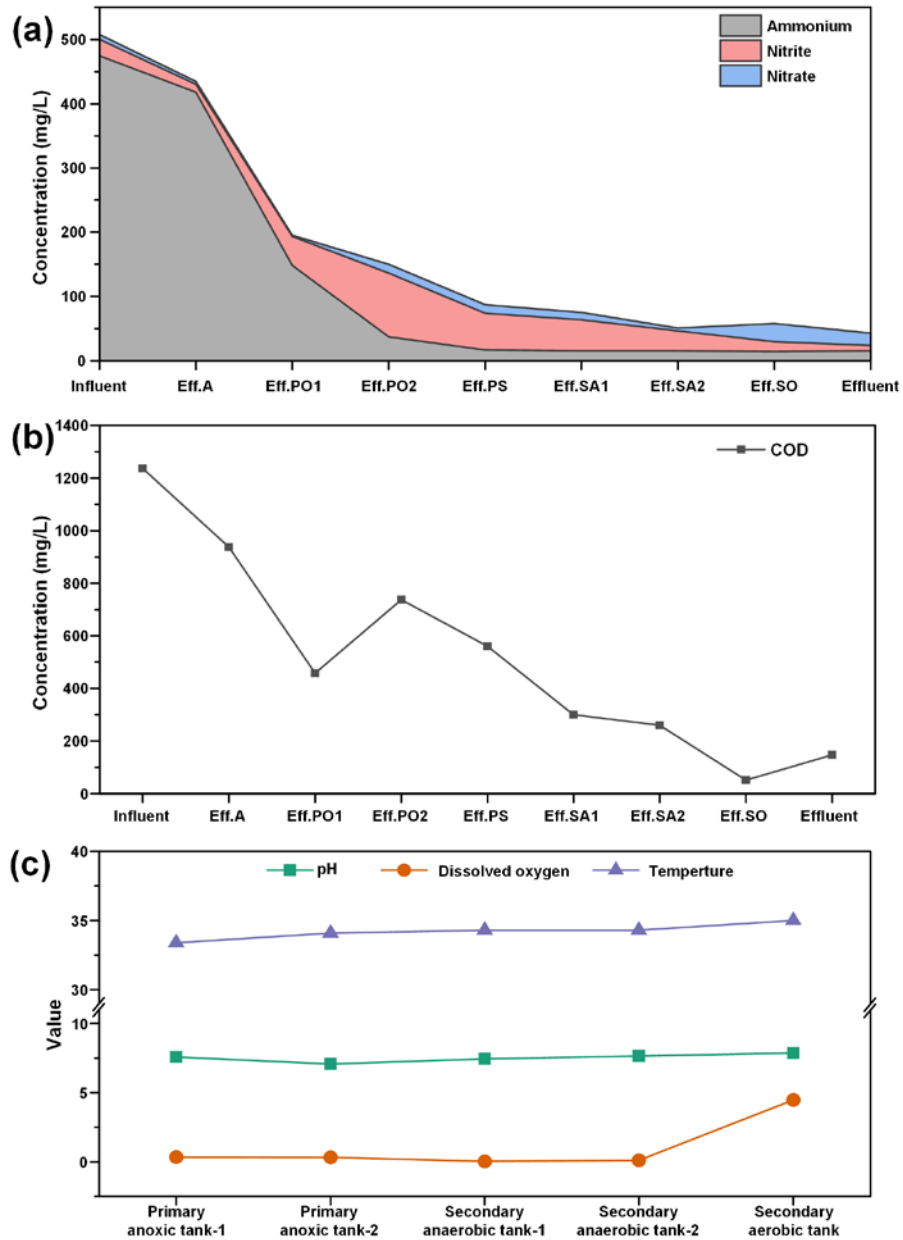 (a)
Ammonium
Nitrite
Nitrate
Concentration (mg/L)
500
400
300
200
100
0
Influent Eff.A Eff.PO1 Eff.PO2 Eff.PS Eff.SA1 Eff.SA2 Eff.SO Effluent
(b)
COD
Concentration (mg/L)
1400
1200
1000
800
600
400
200
0
Influent Eff.A Eff.PO1 Eff.PO2 Eff.PS Eff.SA1 Eff.SA2 Eff.SO Effluent
(c)
pH Dissolved oxygen Temperture
Value
40
35
30
10
5
0
Primary Primary Secondary Secondary Secondary
anoxic tank-1 anoxic tank-2 anaerobic tank-1 anaerobic tank-2 aerobic tank